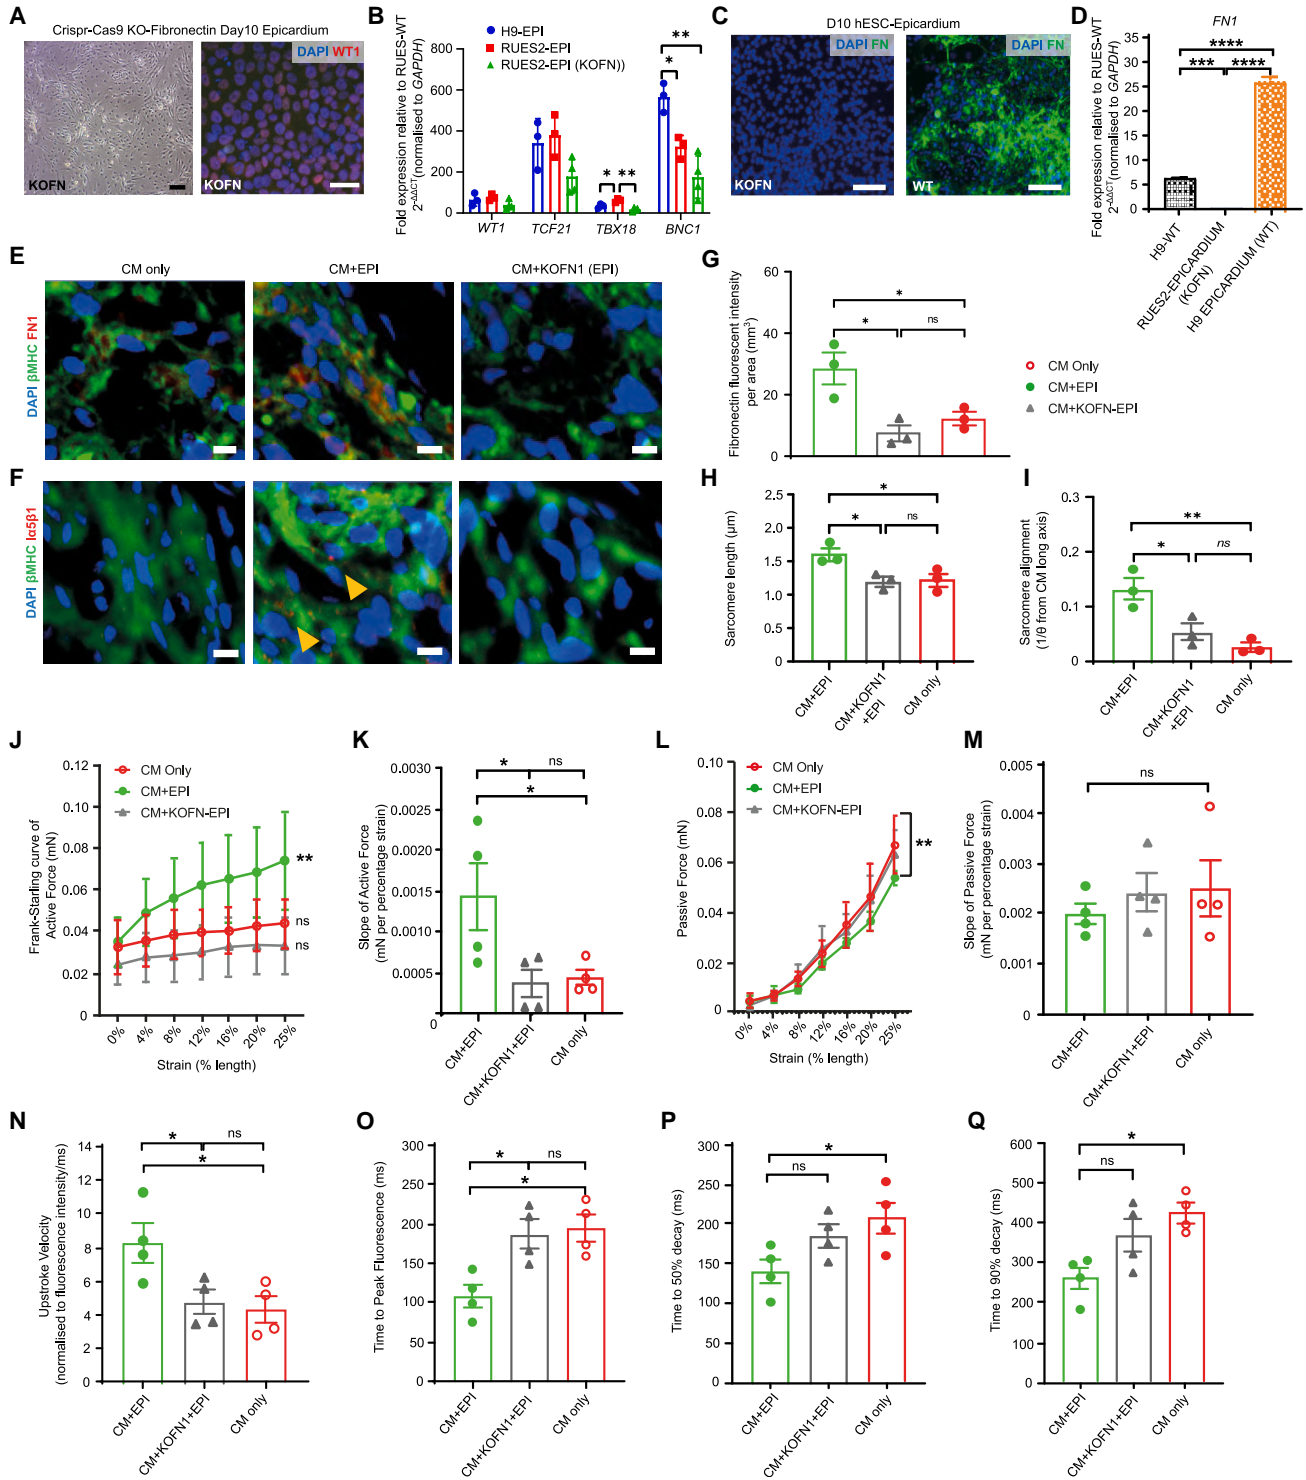 A
Crispr-Cas9 KO-Fibronectin Day10 Epicardium
DAPI WT1
KOFN
KOFN
B
H9-EPI
RUES2-EPI
RUES2-EPI (KOFN))
Fold expression relative to RUES-WT
2-ΔΔCT(normalised to GAPDH)
800
600
400
200
0
*
**
* **
WT1 TCF21 TBX18 BNC1
C
D10 hESC-Epicardium
DAPI FN
DAPI FN
KOFN
WT
D
FN1
Fold expression relative to RUES-WT
2-ΔΔCT (normalised to GAPDH)
35
30
25
20
15
10
5
0
****
*** ****
H9-WT
RUES2-EPICARDIUM
(KOFN)
H9 EPICARDIUM (WT)
E
CM only
CM+EPI
CM+KOFN1 (EPI)
DAPI βMHC FN1
F
DAPI βMHC Iα5β1
G
Fibronectin fluorescent intensity
per area (mm3)
60
40
20
0
*
* ns
CM Only
CM+EPI
CM+KOFN-EPI
H
Sarcomere length (µm)
2.5
2.0
1.5
1.0
0.5
0
*
* ns
CM+EPI
CM+KOFN1
+EPI
CM only
I
Sarcomere alignment
(1/θ from CM long axis)
0.3
0.2
0.1
0
**
* ns
CM+EPI
CM+KOFN1
+EPI
CM only
J
Frank-Starling curve of
Active Force (mN)
0.12
0.10
0.08
0.06
0.04
0.02
0
CM Only
CM+EPI
CM+KOFN-EPI
**
ns
ns
0% 4% 8% 12% 16% 20% 25%
Strain (% length)
K
Slope of Active Force
(mN per percentage strain)
0.0030
0.0020
0.0015
0.0010
0.0005
0
* ns
*
CM+EPI
CM+KOFN1+EPI
CM only
L
Passive Force (mN)
0.10
0.08
0.06
0.04
0.02
0
CM Only
CM+EPI
CM+KOFN-EPI
**
0% 4% 8% 12% 16% 20% 25%
Strain (% length)
M
Slope of Passive Force
(mN per percentage strain)
0.005
0.004
0.003
0.002
0.001
0
ns
CM+EPI
CM+KOFN1+EPI
CM only
N
Upstroke Velocity
(normalised to fluorescence intensity/ms)
14
12
10
8
6
4
2
0
* ns
*
CM+EPI
CM+KOFN1+EPI
CM only
O
Time to Peak Fluorescence (ms)
300
250
200
150
100
50
0
* ns
*
CM+EPI
CM+KOFN1+EPI
CM only
P
Time to 50% decay (ms)
300
250
200
150
100
50
0
*
ns
CM+EPI
CM+KOFN1+EPI
CM only
Q
Time to 90% decay (ms)
600
500
400
300
200
100
0
*
ns
CM+EPI
CM+KOFN1+EPI
CM only